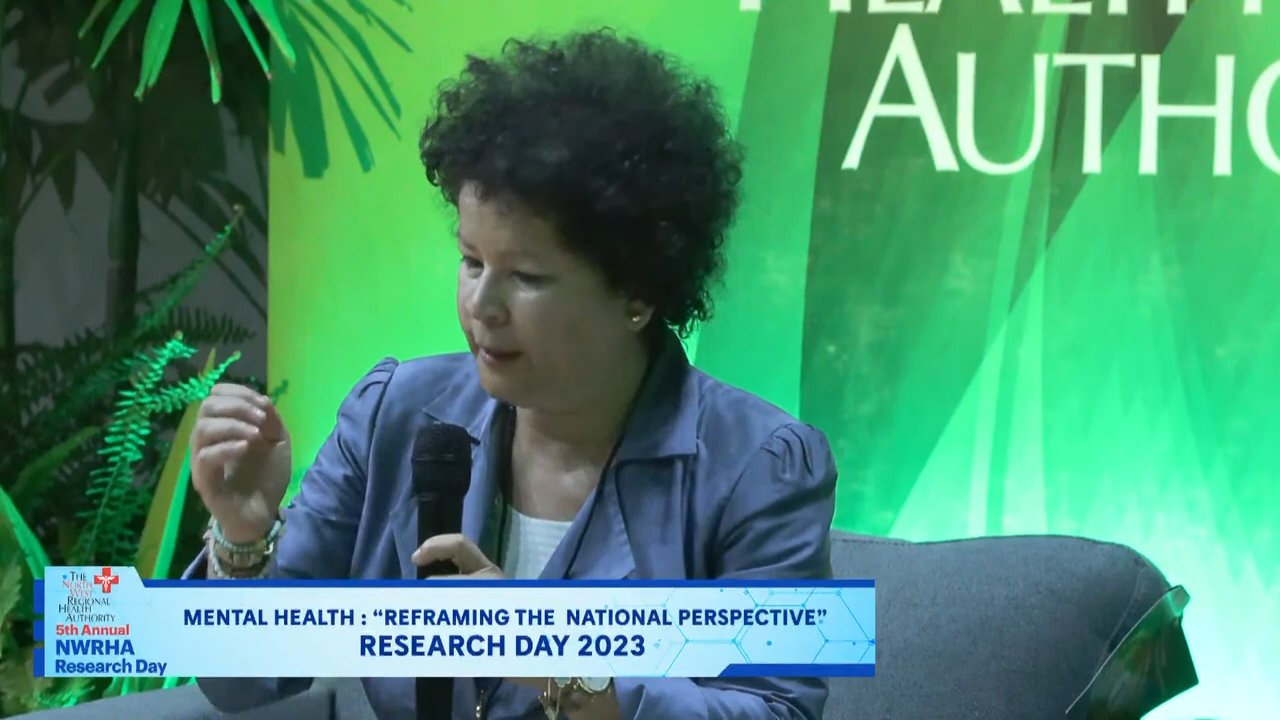 AUTHO
THE
NORTH
WEST
REGIONAL
HEALTH
AUTHORITY
5th Annual
NWRHA
Research Day
MENTAL HEALTH : “REFRAMING THE NATIONAL PERSPECTIVE”
RESEARCH DAY 2023